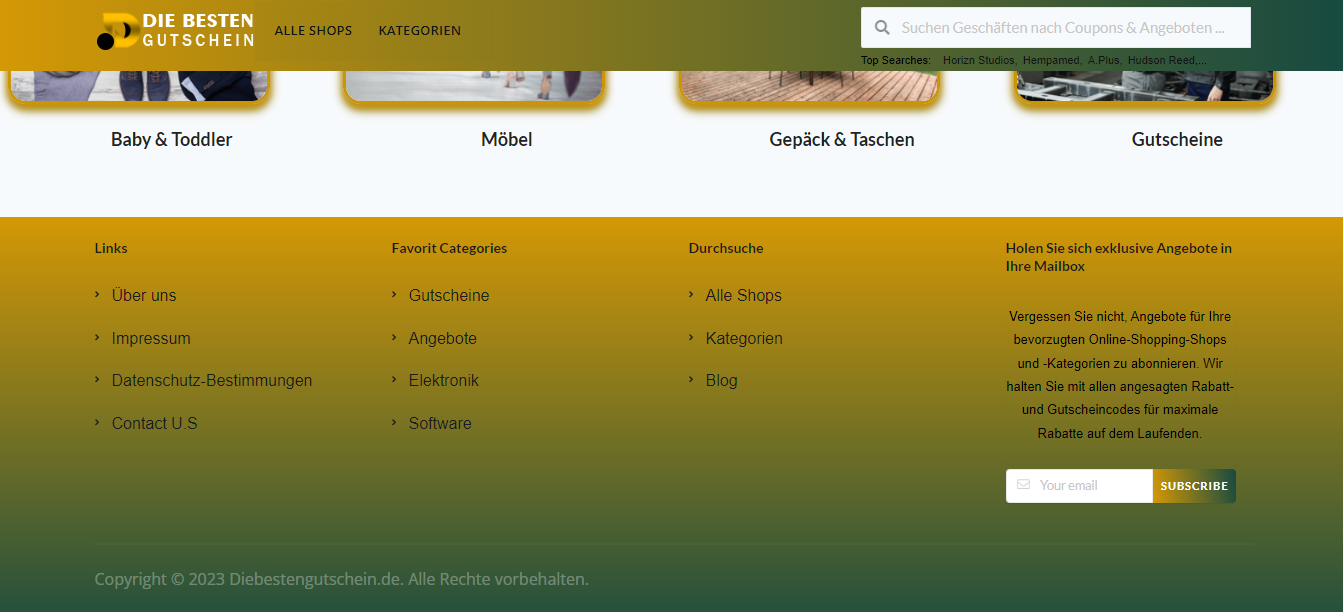 DIE BESTEN
GUTSCHEIN
ALLE SHOPS KATEGORIEN
Suchen Geschäften nach Coupons & Angeboten ...
Top Searches: Horizn Studios, Hempamed, A.Plus, Hudson Reed,...
Baby & Toddler
Möbel
Gepäck & Taschen
Gutscheine
Links
Über uns
Impressum
Datenschutz-Bestimmungen
Contact U.S
Favorit Categories
Gutscheine
Angebote
Elektronik
Software
Durchsuche
Alle Shops
Kategorien
Blog
Holen Sie sich exklusive Angebote in
Ihre Mailbox
Vergessen Sie nicht, Angebote für Ihre
bevorzugten Online-Shopping-Shops
und -Kategorien zu abonnieren. Wir
halten Sie mit allen angesagten Rabatt-
und Gutscheincodes für maximale
Rabatte auf dem Laufenden.
Your email
SUBSCRIBE
Copyright © 2023 Diebestengutschein.de. Alle Rechte vorbehalten.